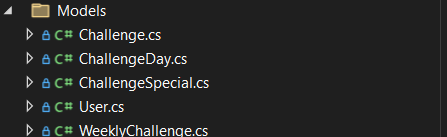 Models
C# Challenge.cs
C# ChallengeDay.cs
C# ChallengeSpecial.cs
C# User.cs
C# WeeklyChallenge.cs